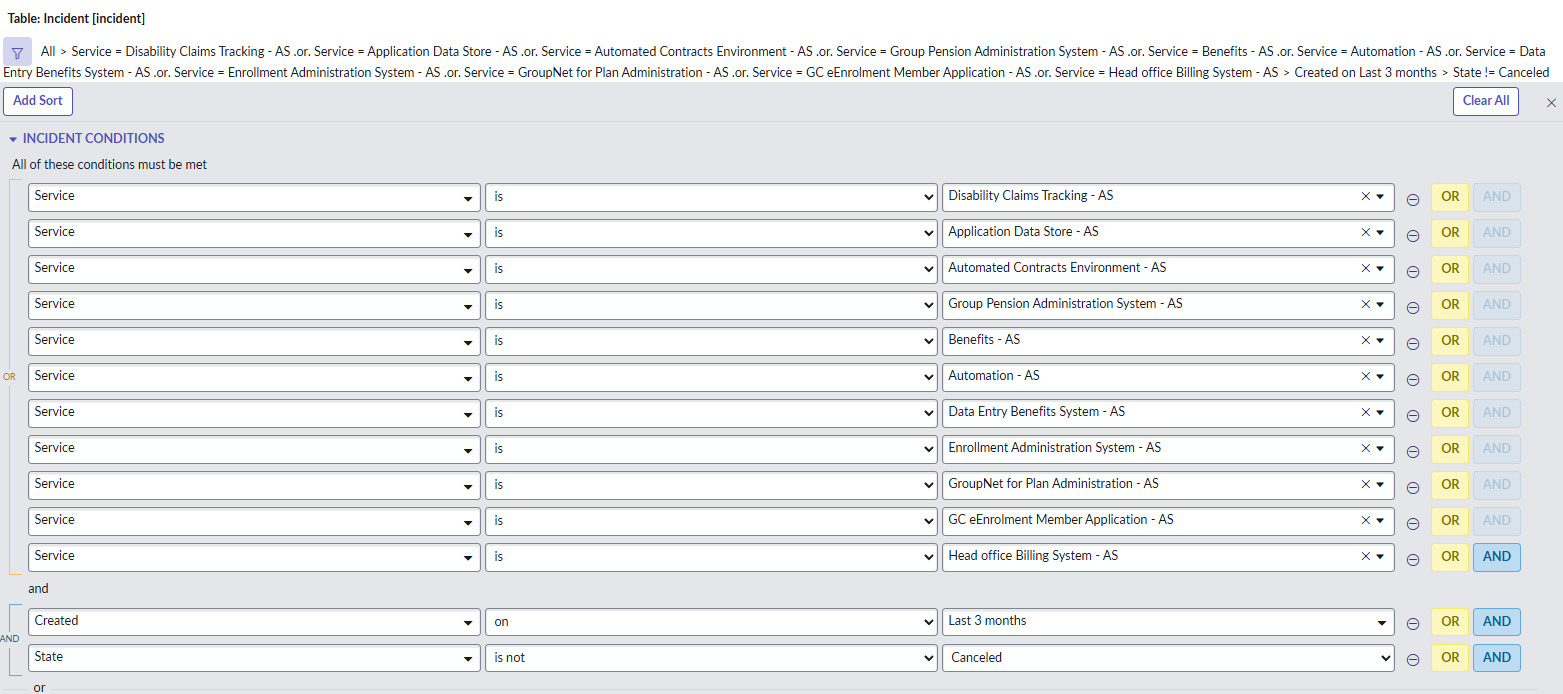 Table: Incident [incident]
All > Service = Disability Claims Tracking - AS .or. Service = Application Data Store - AS .or. Service = Automated Contracts Environment - AS .or. Service = Group Pension Administration System - AS .or. Service = Benefits - AS .or. Service = Automation - AS .or. Service = Data
Entry Benefits System - AS .or. Service = Enrollment Administration System - AS .or. Service = GroupNet for Plan Administration - AS .or. Service = GC eEnrolment Member Application - AS .or. Service = Head office Billing System - AS > Created on Last 3 months > State != Canceled
Add Sort Clear All
INCIDENT CONDITIONS
All of these conditions must be met
Service is Disability Claims Tracking - AS OR AND
Service is Application Data Store - AS OR AND
Service is Automated Contracts Environment - AS OR AND
Service is Group Pension Administration System - AS OR AND
Service is Benefits - AS OR AND
OR Service is Automation - AS OR AND
Service is Data Entry Benefits System - AS OR AND
Service is Enrollment Administration System - AS OR AND
Service is GroupNet for Plan Administration - AS OR AND
Service is GC eEnrolment Member Application - AS OR AND
Service is Head office Billing System - AS OR AND
and
Created on Last 3 months OR AND
AND
State is not Canceled OR AND
or